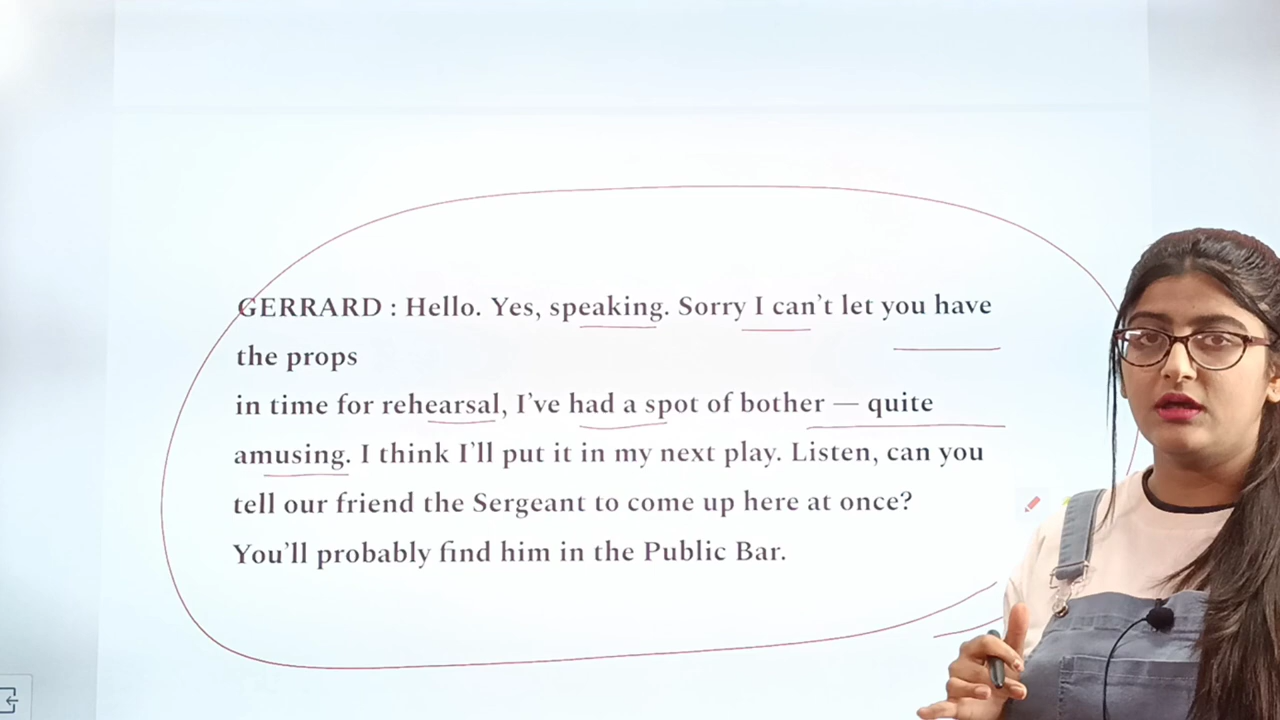 GERRARD : Hello. Yes, speaking. Sorry I can't let you have
the props
in time for rehearsal, I've had a spot of bother — quite
amusing. I think I'll put it in my next play. Listen, can you
tell our friend the Sergeant to come up here at once?
You'll probably find him in the Public Bar.